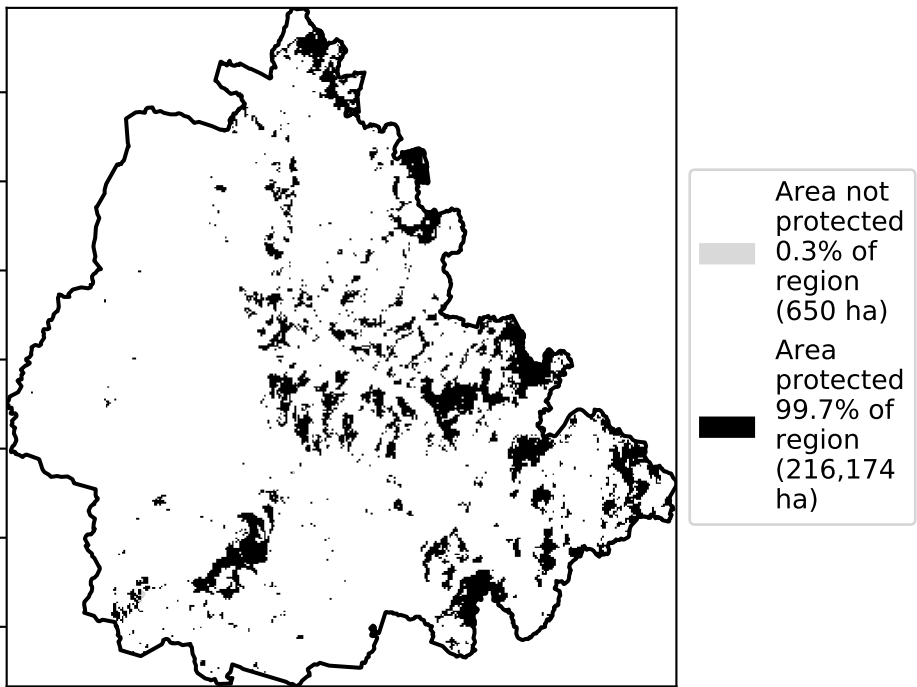 Area not
protected
0.3% of
region
(650 ha)
Area
protected
99.7% of
region
(216,174
ha)